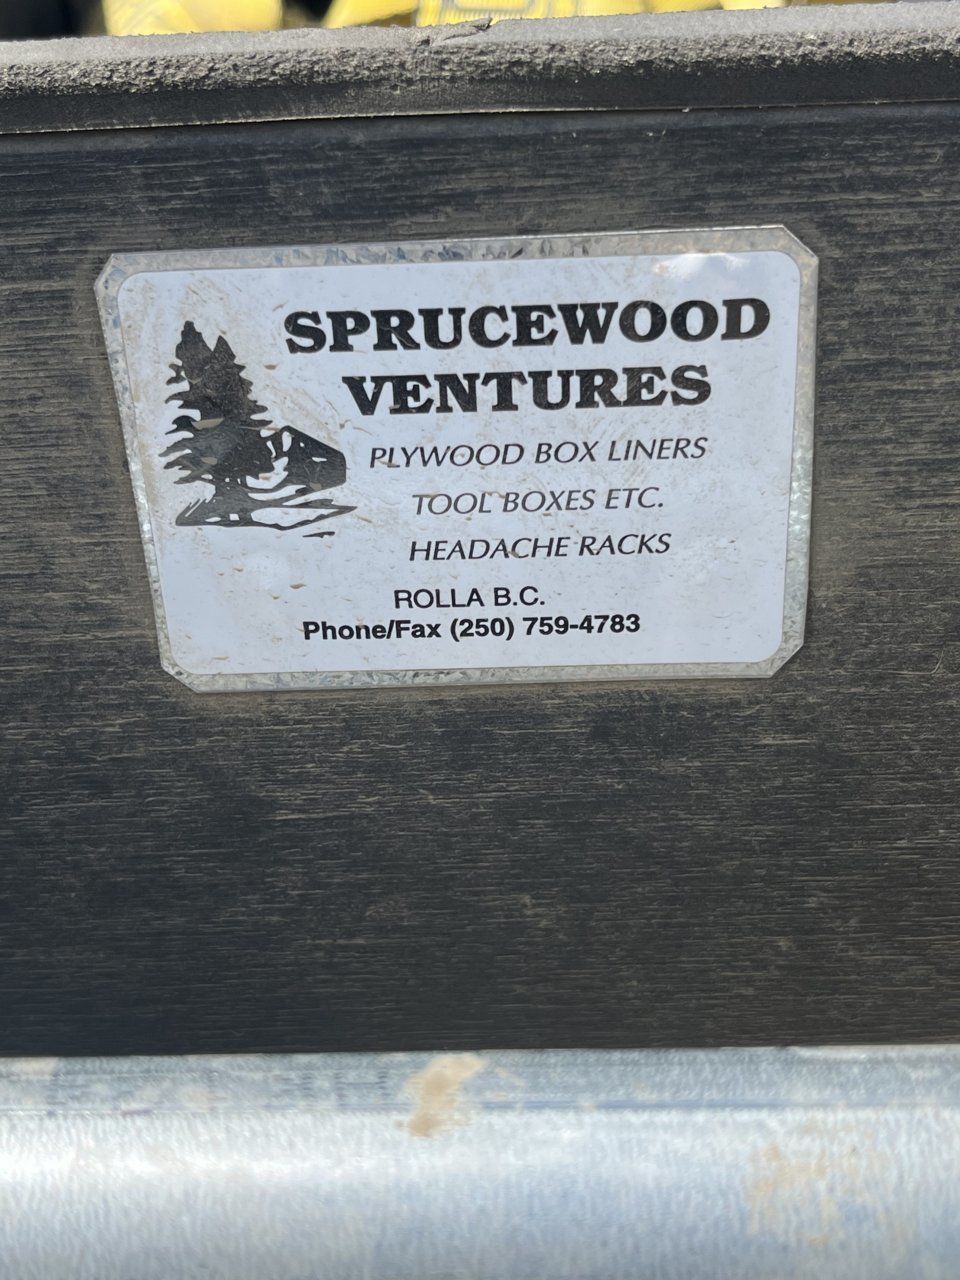 SPRUCEWOOD
VENTURES
PLYWOOD BOX LINERS
TOOL BOXES ETC.
HEADACHE RACKS
ROLLA B.C.
Phone/Fax (250) 759-4783